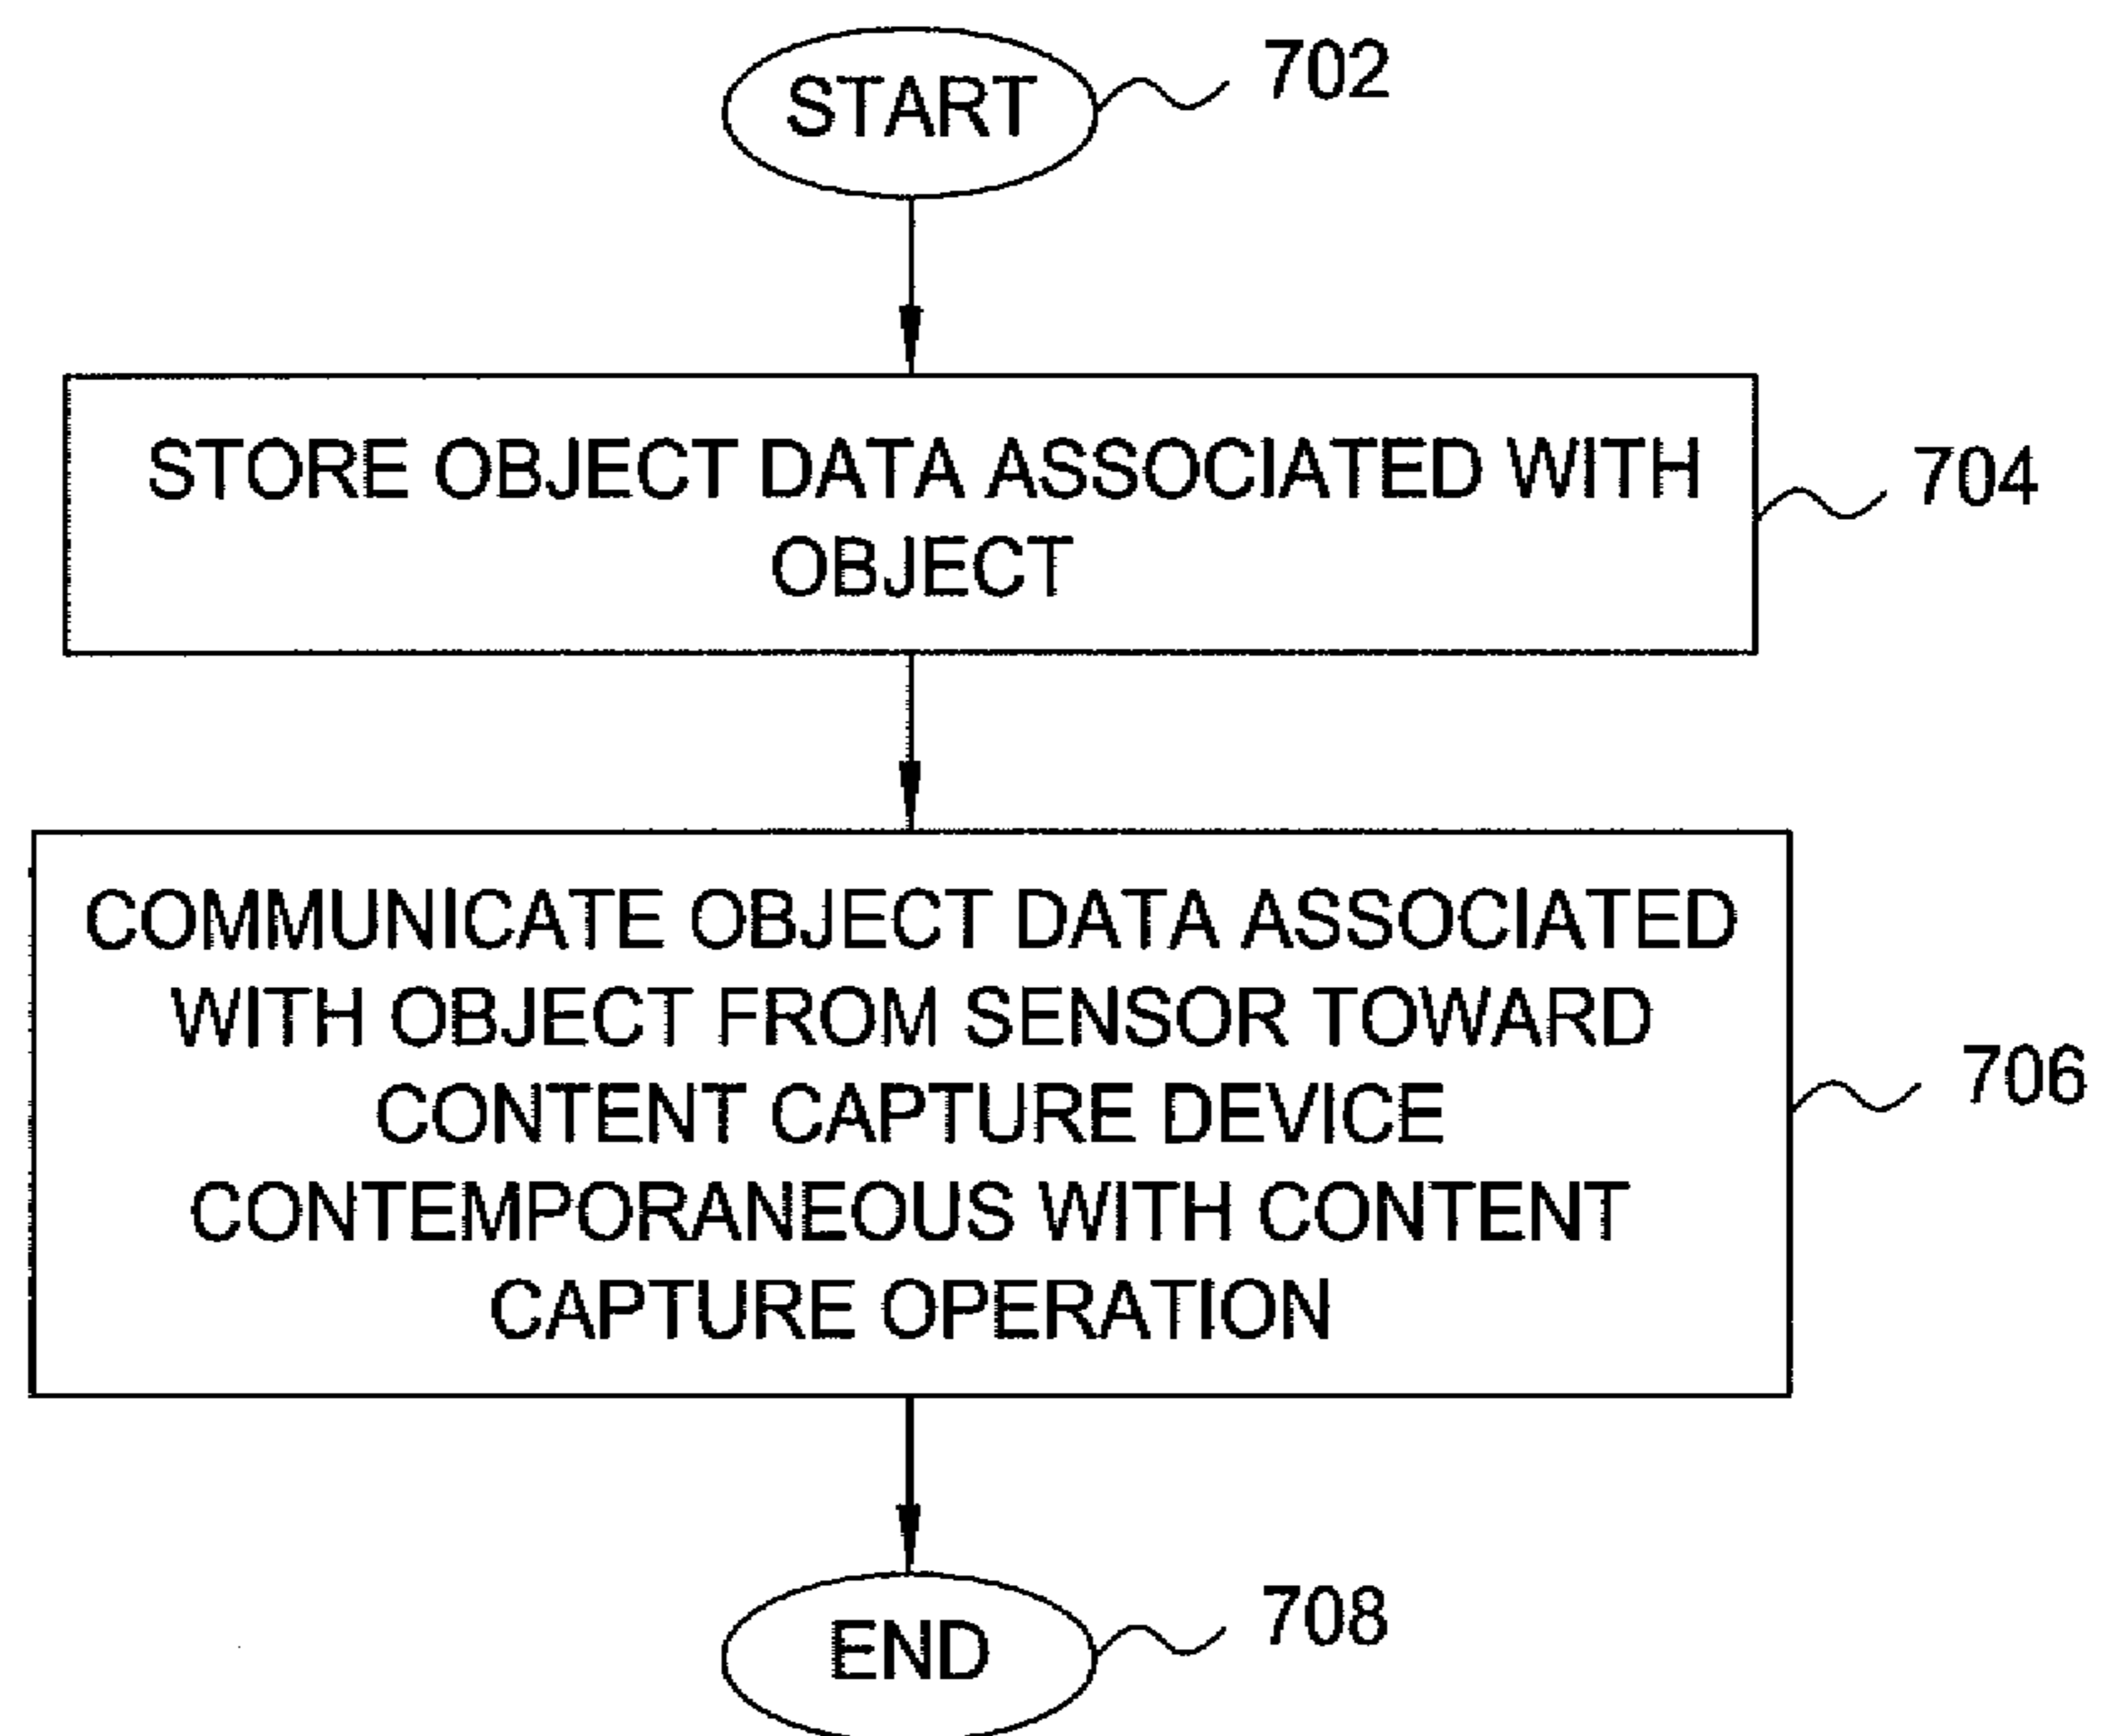 START
702
STORE OBJECT DATA ASSOCIATED WITH
OBJECT
704
COMMUNICATE OBJECT DATA ASSOCIATED
WITH OBJECT FROM SENSOR TOWARD
CONTENT CAPTURE DEVICE
CONTEMPORANEOUS WITH CONTENT
CAPTURE OPERATION
706
END
708